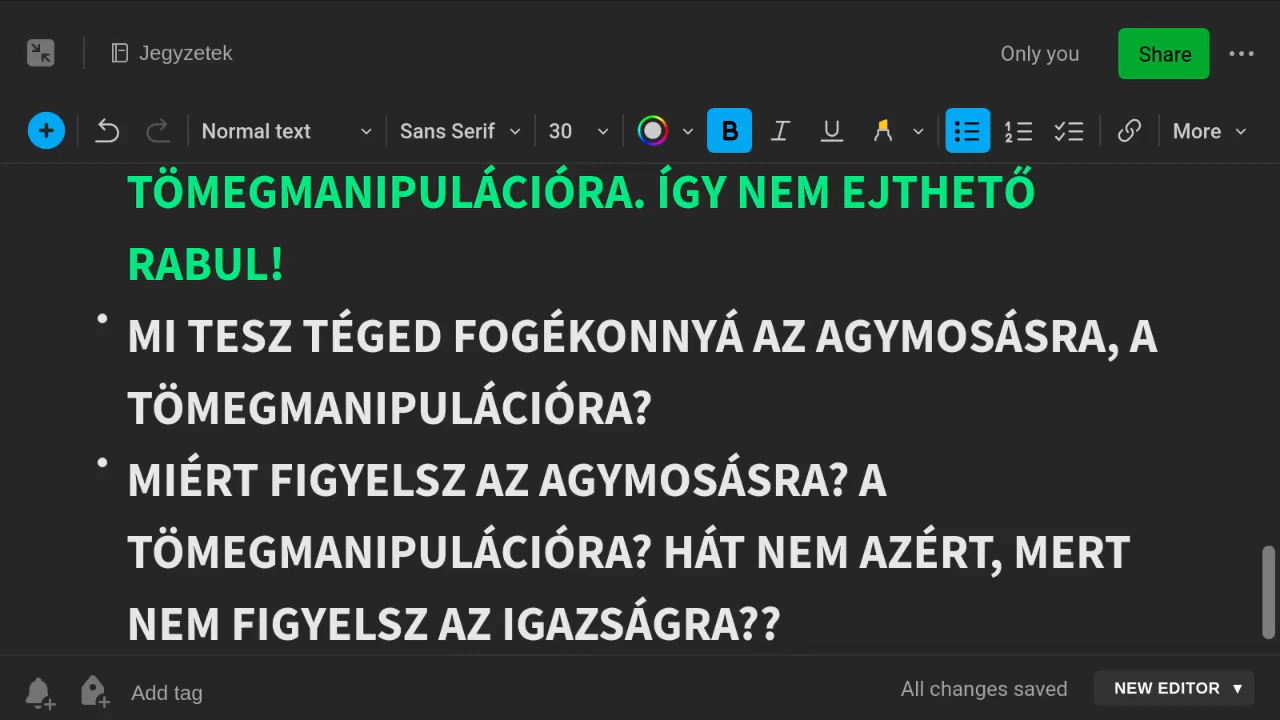 Jegyzetek
Only you
Share
Normal text
Sans Serif
30
B
I
U
More
TÖMEGMANIPULÁCIÓRA. ÍGY NEM EJTHETŐ
RABUL!
• MI TESZ TÉGED FOGÉKONNYÁ AZ AGYMOSÁSRA, A
TÖMEGMANIPULÁCIÓRA?
• MIÉRT FIGYELSZ AZ AGYMOSÁSRA? A
TÖMEGMANIPULÁCIÓRA? HÁT NEM AZÉRT, MERT
NEM FIGYELSZ AZ IGAZSÁGRA??
Add tag
All changes saved
NEW EDITOR